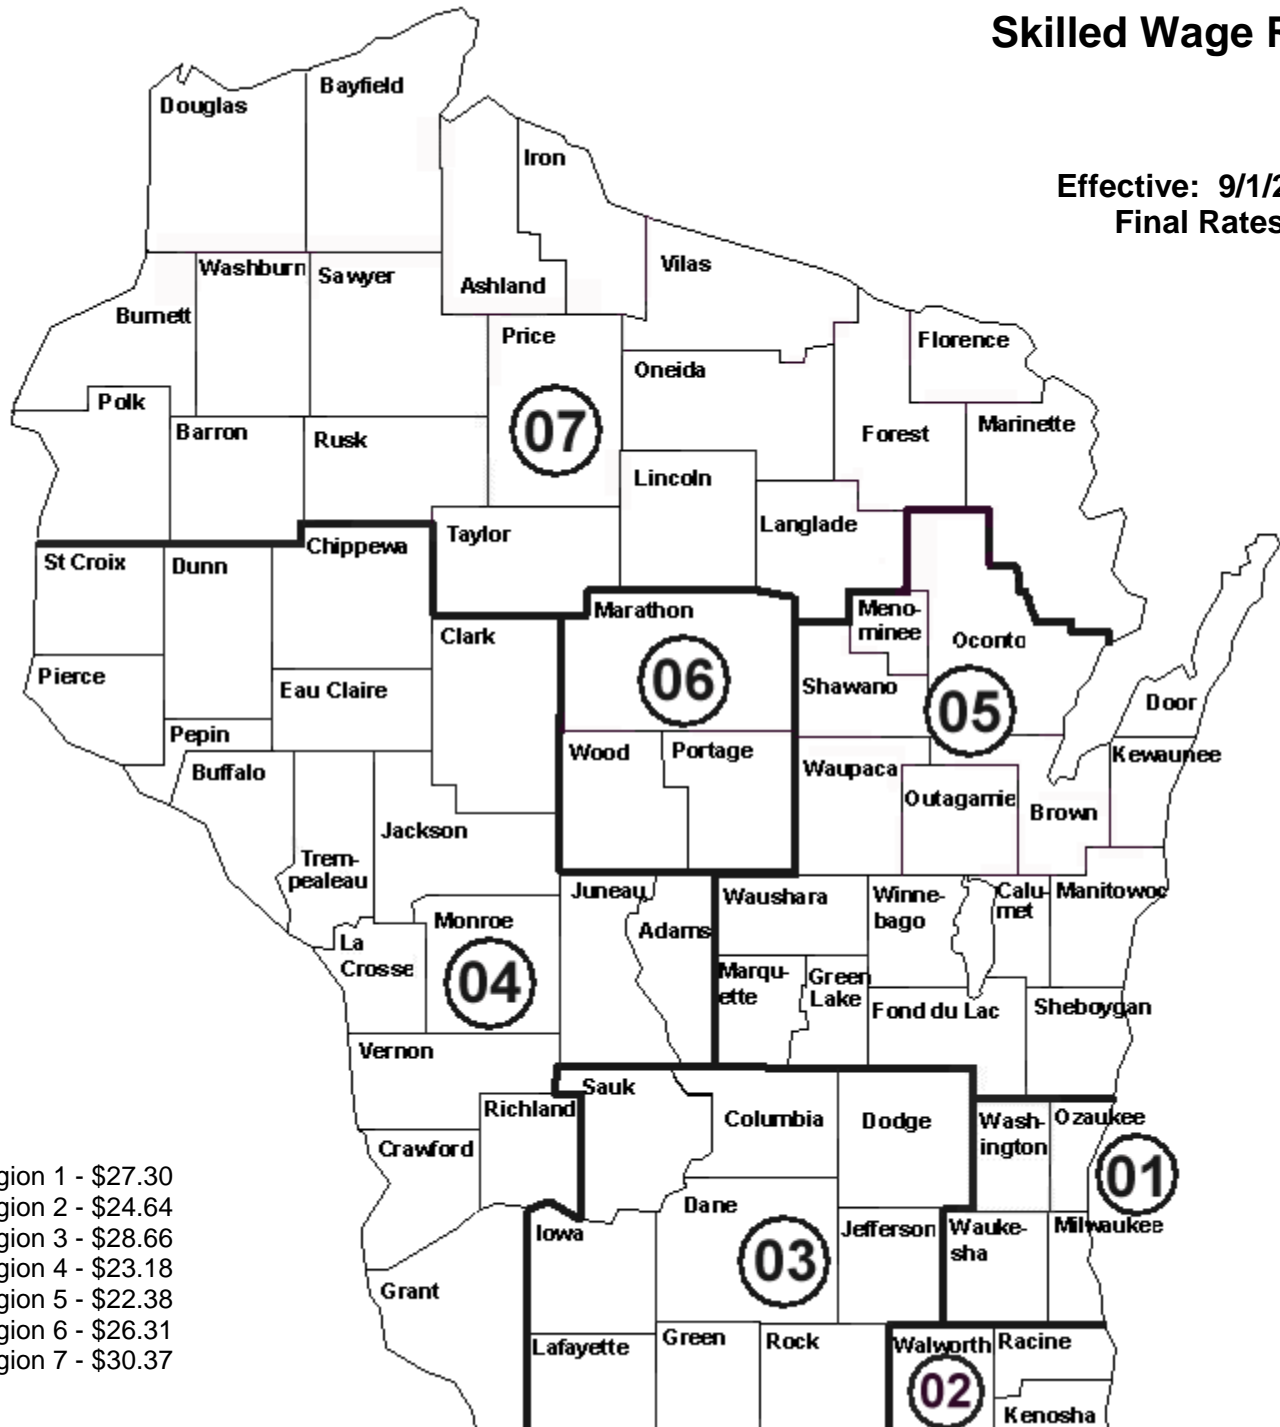 Skilled Wage R
Effective: 9/1/2
Final Rates
Douglas
Bayfield
Iron
Vilas
Ashland
Washburn
Sawyer
Burnett
Price
Florence
Oneida
Polk
07
Barron
Rusk
Forest
Marinette
Lincoln
Langlade
Taylor
Chippewa
St Croix
Dunn
Marathon
Meno-
minee
Clark
Oconto
06
Pierce
Eau Claire
Shawano
05
Door
Pepin
Wood
Portage
Kewaunee
Buffalo
Waupaca
Outagamie
Brown
Jackson
Trem-
pealeau
Juneau
Waushara
Winne-
bago
Calu-
met
Manitowoc
Monroe
Adams
La
Crosse
04
Marqu-
ette
Green
Lake
Fond du Lac
Sheboygan
Vernon
Sauk
Richland
Columbia
Dodge
Wash-
ington
Ozaukee
Crawford
01
Dane
Iowa
Jefferson
Wauke-
sha
Milwaukee
03
Grant
Lafayette
Green
Rock
Walworth
Racine
02
Kenosha
gion 1 - $27.30
gion 2 - $24.64
gion 3 - $28.66
gion 4 - $23.18
gion 5 - $22.38
gion 6 - $26.31
gion 7 - $30.37